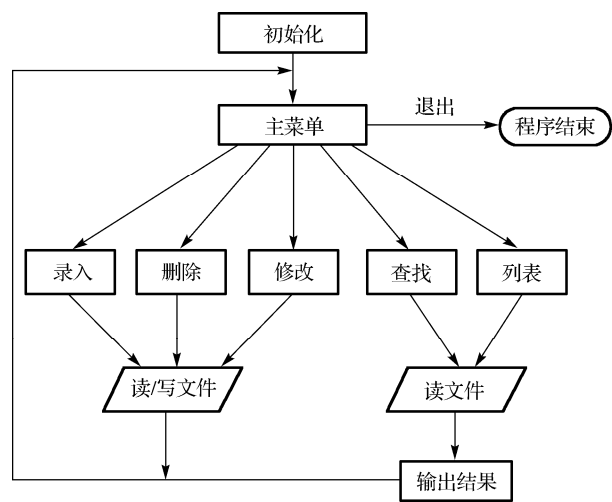 初始化
退出
主菜单
程序结束
录入
删除
修改
查找
列表
读/写文件
读文件
输出结果